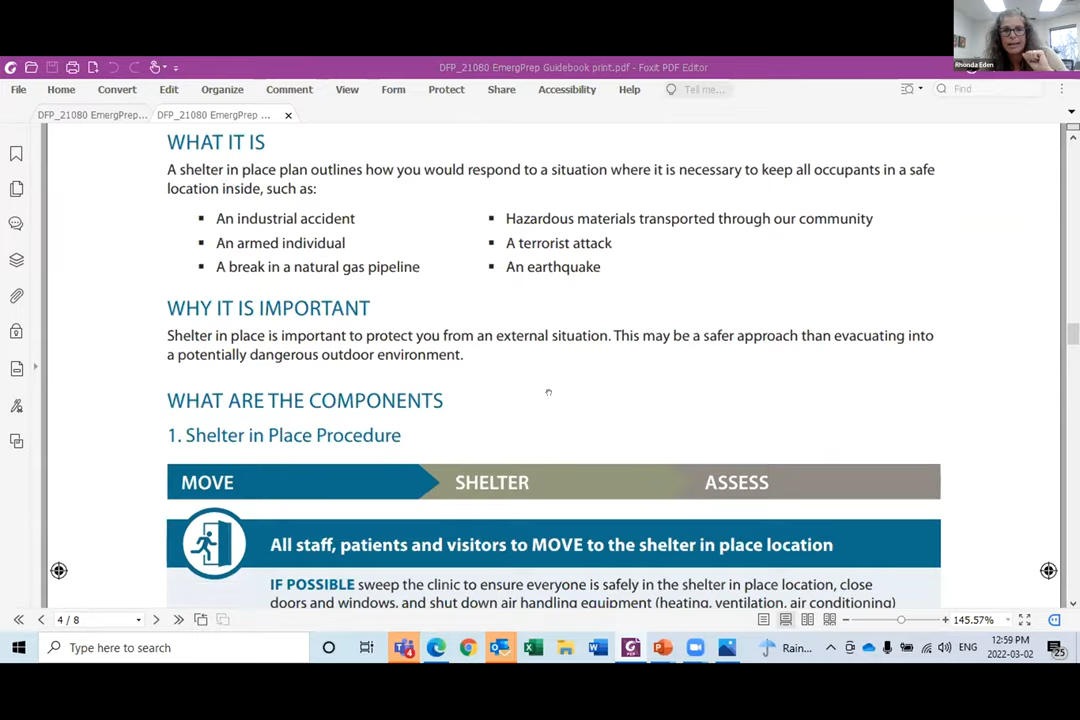 Rhonda Eden
DFP_21080 EmergPrep Guidebook print.pdf - Foxit PDF Editor
File Home Convert Edit Organize Comment View Form Protect Share Accessibility Help Tell me... Find
DFP_21080 EmergPrep... DFP_21080 EmergPrep ...
WHAT IT IS
A shelter in place plan outlines how you would respond to a situation where it is necessary to keep all occupants in a safe
location inside, such as:
▪ An industrial accident
▪ An armed individual
▪ A break in a natural gas pipeline
▪ Hazardous materials transported through our community
▪ A terrorist attack
▪ An earthquake
WHY IT IS IMPORTANT
Shelter in place is important to protect you from an external situation. This may be a safer approach than evacuating into
a potentially dangerous outdoor environment.
WHAT ARE THE COMPONENTS
1. Shelter in Place Procedure
MOVE SHELTER ASSESS
All staff, patients and visitors to MOVE to the shelter in place location
IF POSSIBLE sweep the clinic to ensure everyone is safely in the shelter in place location, close
doors and windows, and shut down air handling equipment (heating, ventilation, air conditioning)
4 / 8 145.57%
Type here to search 4 Rain... ENG 12:59 PM
2022-03-02 25